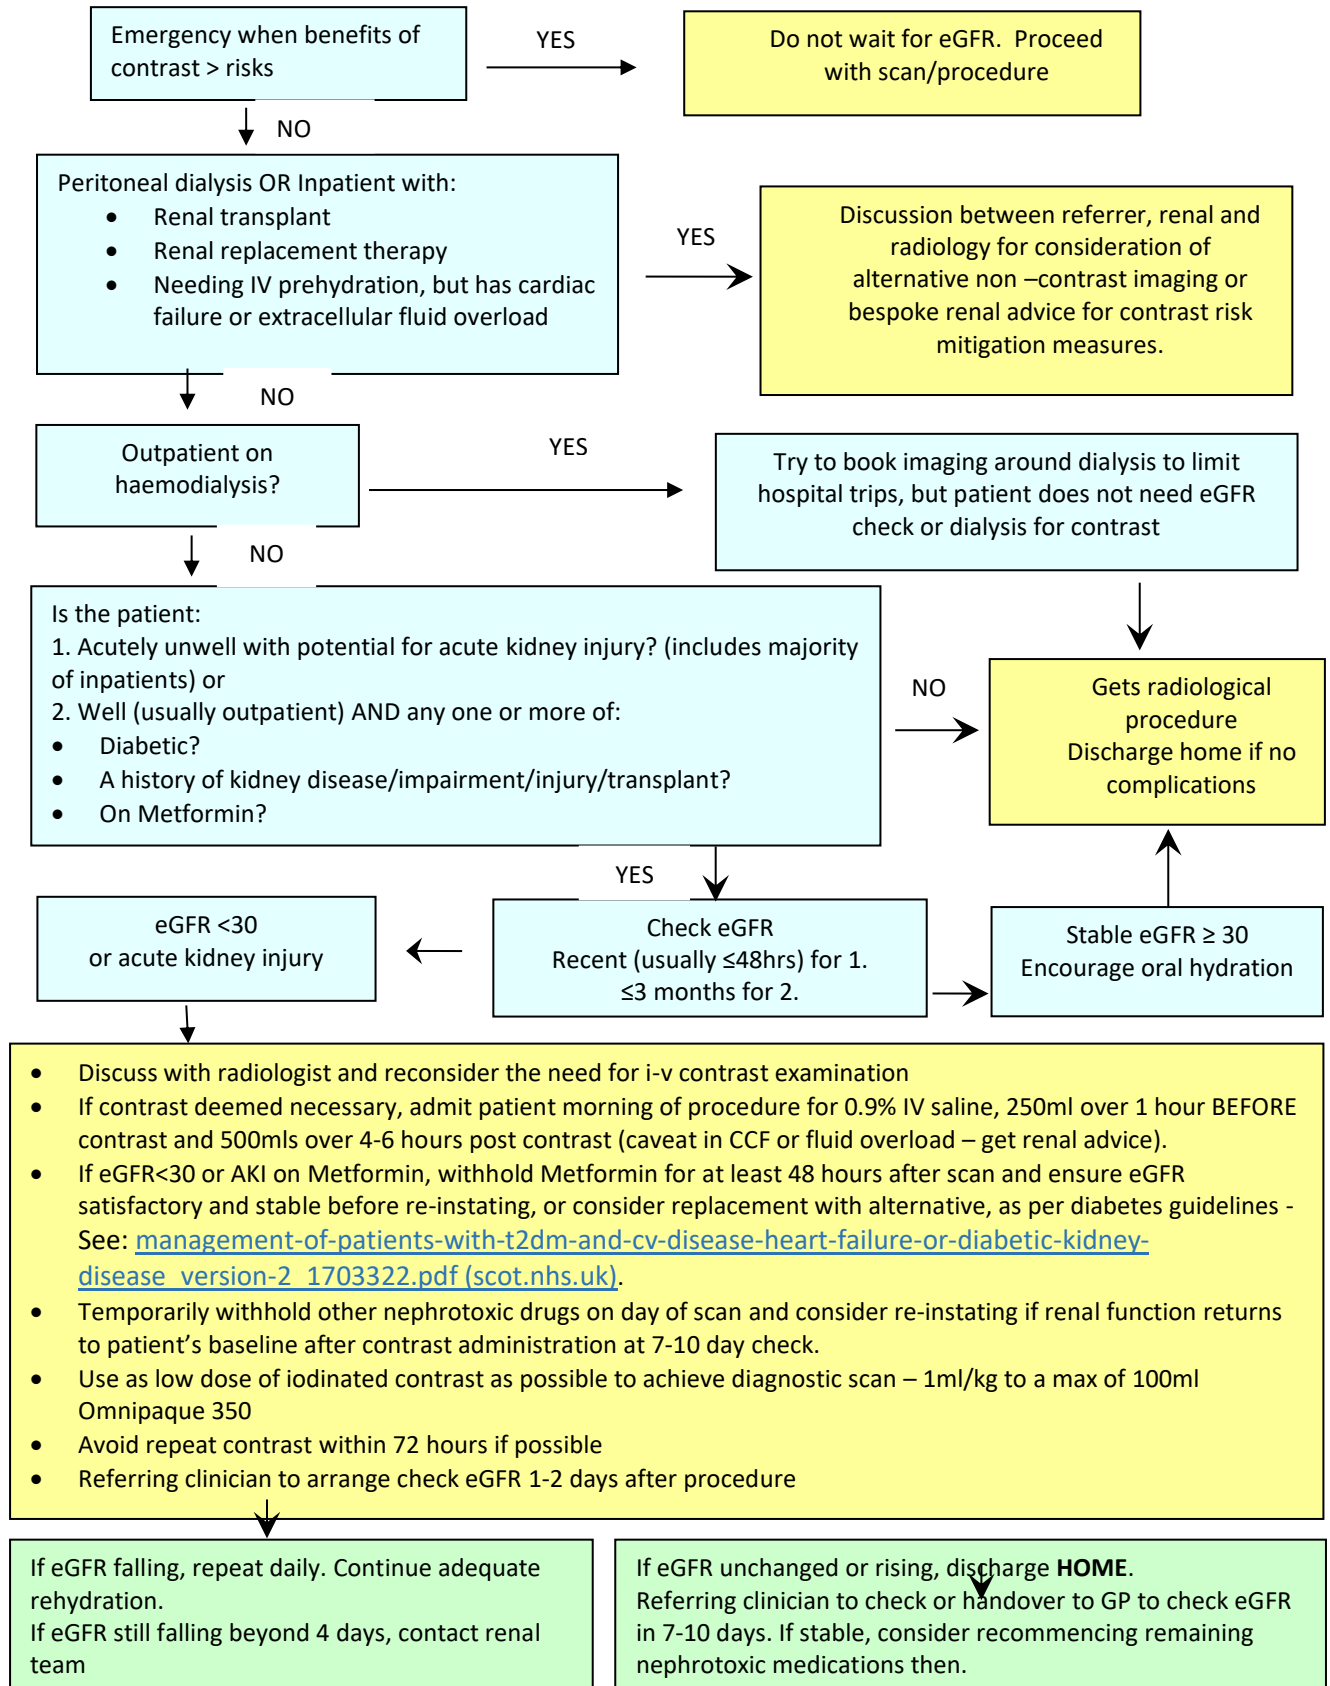 Emergency when benefits of
contrast > risks
YES
Do not wait for eGFR.  Proceed
with scan/procedure
NO
Peritoneal dialysis OR Inpatient with:
• Renal transplant
• Renal replacement therapy
• Needing IV prehydration, but has cardiac
failure or extracellular fluid overload
YES
Discussion between referrer, renal and
radiology for consideration of
alternative non –contrast imaging or
bespoke renal advice for contrast risk
mitigation measures.
NO
Outpatient on
haemodialysis?
YES
Try to book imaging around dialysis to limit
hospital trips, but patient does not need eGFR
check or dialysis for contrast
NO
Is the patient:
1. Acutely unwell with potential for acute kidney injury? (includes majority
of inpatients) or
2. Well (usually outpatient) AND any one or more of:
• Diabetic?
• A history of kidney disease/impairment/injury/transplant?
• On Metformin?
NO
Gets radiological
procedure
Discharge home if no
complications
YES
eGFR <30
or acute kidney injury
Check eGFR
Recent (usually ≤48hrs) for 1.
≤3 months for 2.
Stable eGFR ≥ 30
Encourage oral hydration
• Discuss with radiologist and reconsider the need for i-v contrast examination
• If contrast deemed necessary, admit patient morning of procedure for 0.9% IV saline, 250ml over 1 hour BEFORE
contrast and 500mls over 4-6 hours post contrast (caveat in CCF or fluid overload – get renal advice).
• If eGFR<30 or AKI on Metformin, withhold Metformin for at least 48 hours after scan and ensure eGFR
satisfactory and stable before re-instating, or consider replacement with alternative, as per diabetes guidelines -
See: management-of-patients-with-t2dm-and-cv-disease-heart-failure-or-diabetic-kidney-
disease_version-2_1703322.pdf (scot.nhs.uk).
• Temporarily withhold other nephrotoxic drugs on day of scan and consider re-instating if renal function returns
to patient’s baseline after contrast administration at 7-10 day check.
• Use as low dose of iodinated contrast as possible to achieve diagnostic scan – 1ml/kg to a max of 100ml
Omnipaque 350
• Avoid repeat contrast within 72 hours if possible
• Referring clinician to arrange check eGFR 1-2 days after procedure
If eGFR falling, repeat daily. Continue adequate
rehydration.
If eGFR still falling beyond 4 days, contact renal
team
If eGFR unchanged or rising, discharge HOME.
Referring clinician to check or handover to GP to check eGFR
in 7-10 days. If stable, consider recommencing remaining
nephrotoxic medications then.